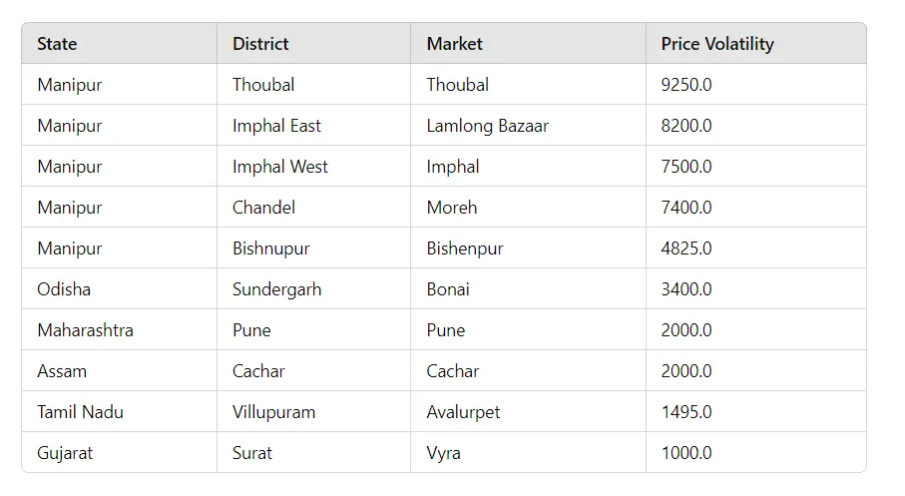 State District Market Price Volatility
Manipur Thoubal Thoubal 9250.0
Manipur Imphal East Lamlong Bazaar 8200.0
Manipur Imphal West Imphal 7500.0
Manipur Chandel Moreh 7400.0
Manipur Bishnupur Bishenpur 4825.0
Odisha Sundergarh Bonai 3400.0
Maharashtra Pune Pune 2000.0
Assam Cachar Cachar 2000.0
Tamil Nadu Villupuram Avalurpet 1495.0
Gujarat Surat Vyra 1000.0